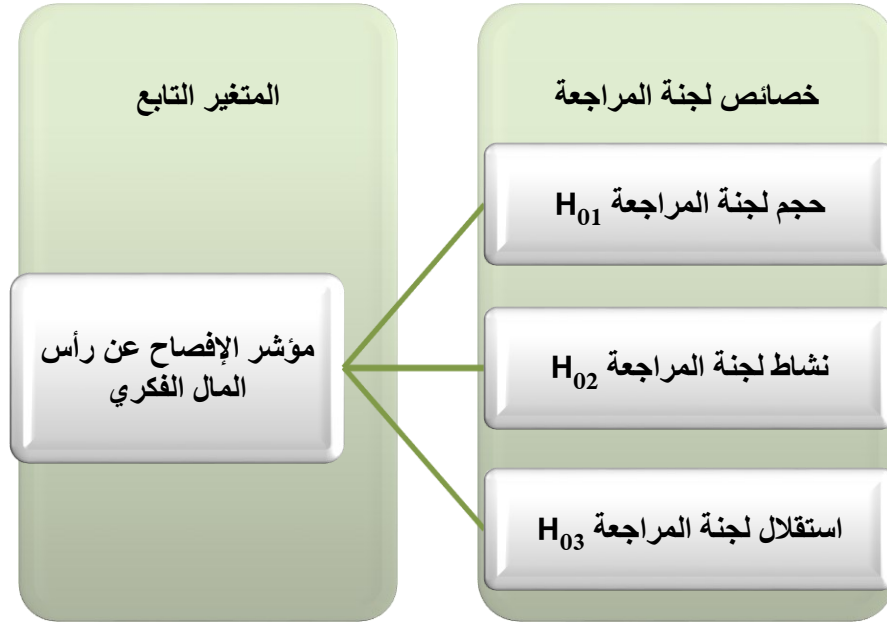 خصائص لجنة المراجعة
حجم لجنة المراجعة H01
نشاط لجنة المراجعة H02
استقلال لجنة المراجعة H03
المتغير التابع
مؤشر الإفصاح عن رأس
المال الفكري